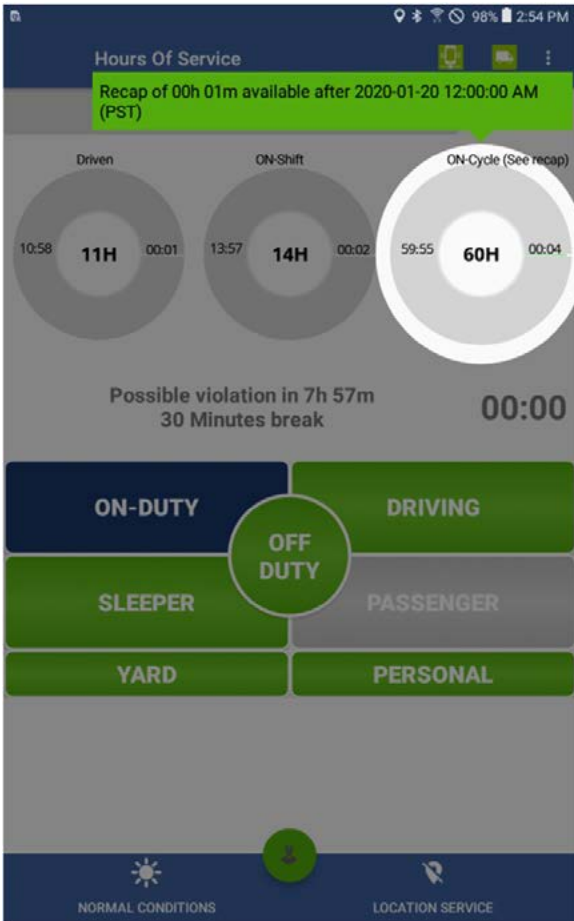 98% 2:54 PM
Hours Of Service
Recap of 00h 01m available after 2020-01-20 12:00:00 AM
(PST)
Driven
ON-Shift
ON-Cycle (See recap)
10:58 11H 00:01
13:57 14H 00:02
59:55 60H 00:04
Possible violation in 7h 57m
30 Minutes break
00:00
ON-DUTY
DRIVING
OFF
DUTY
SLEEPER
PASSENGER
YARD
PERSONAL
NORMAL CONDITIONS
LOCATION SERVICE